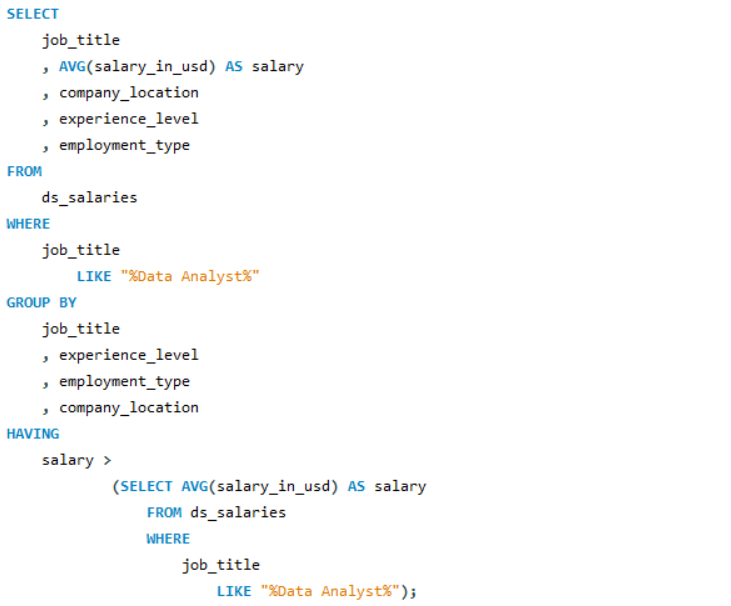 SELECT
    job_title
    , AVG(salary_in_usd) AS salary
    , company_location
    , experience_level
    , employment_type
FROM
    ds_salaries
WHERE
    job_title
        LIKE "%Data Analyst%"
GROUP BY
    job_title
    , experience_level
    , employment_type
    , company_location
HAVING
    salary >
            (SELECT AVG(salary_in_usd) AS salary
                FROM ds_salaries
                WHERE
                    job_title
                        LIKE "%Data Analyst%");